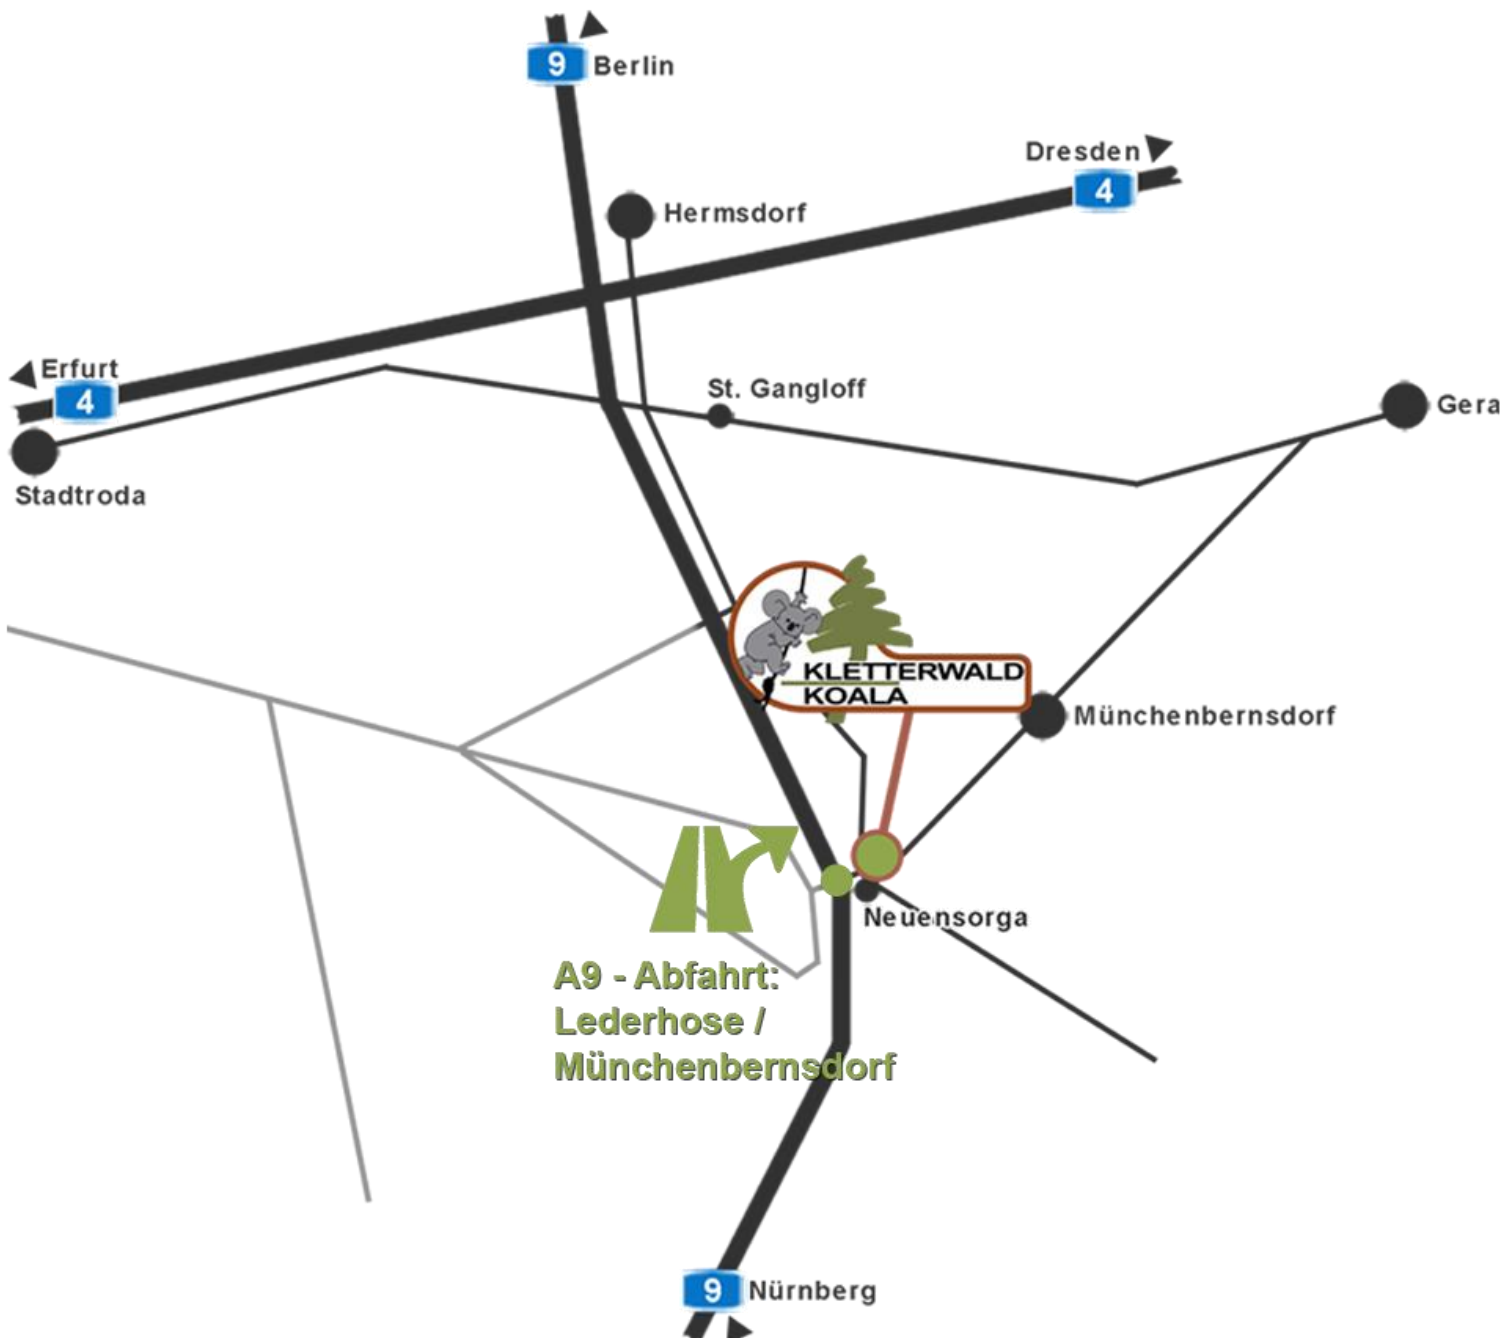 9 Berlin
Dresden
4
Hermsdorf
Erfurt
4
St. Gangloff
Gera
Stadtroda
KLETTERWALD
KOALA
Münchenbernsdorf
Neuensorga
A9 - Abfahrt:
Lederhose /
Münchenbernsdorf
9 Nürnberg